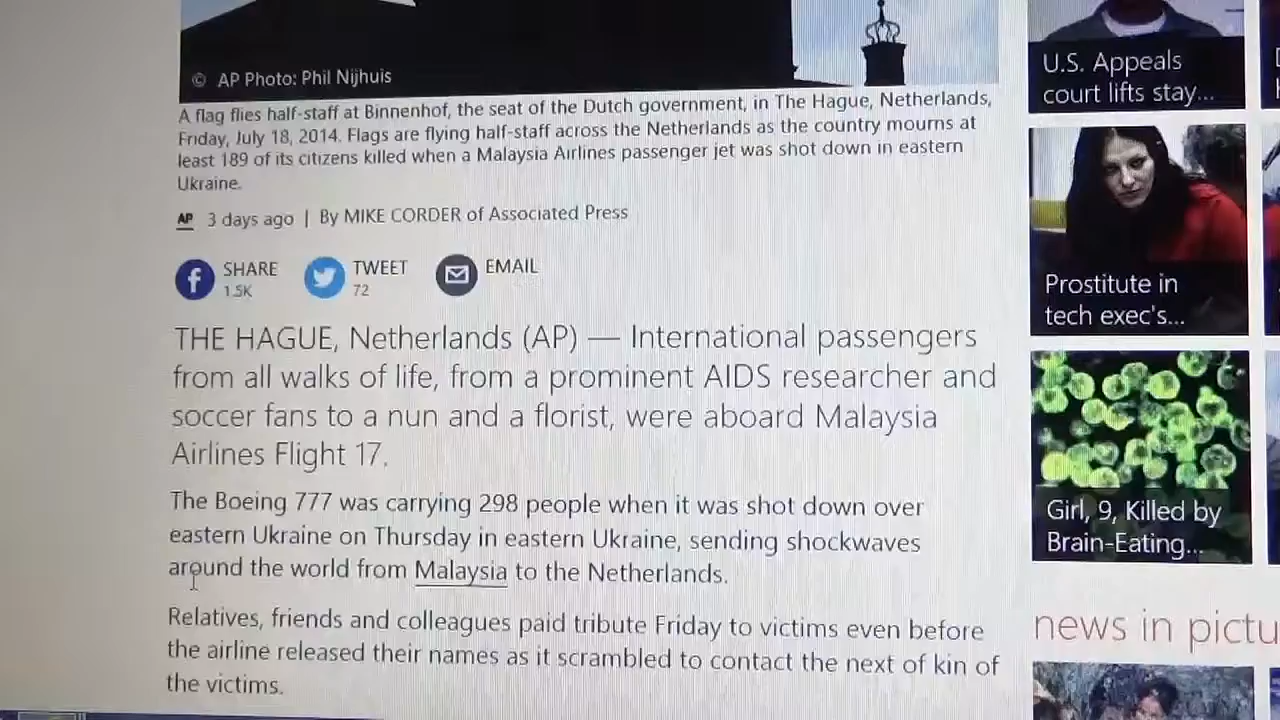 © AP Photo: Phil Nijhuis
A flag flies half-staff at Binnenhof, the seat of the Dutch government, in The Hague, Netherlands,
Friday, July 18, 2014. Flags are flying half-staff across the Netherlands as the country mourns at
least 189 of its citizens killed when a Malaysia Airlines passenger jet was shot down in eastern
Ukraine.
AP 3 days ago | By MIKE CORDER of Associated Press
SHARE
1.5K
TWEET
72
EMAIL
THE HAGUE, Netherlands (AP) — International passengers
from all walks of life, from a prominent AIDS researcher and
soccer fans to a nun and a florist, were aboard Malaysia
Airlines Flight 17.
The Boeing 777 was carrying 298 people when it was shot down over
eastern Ukraine on Thursday in eastern Ukraine, sending shockwaves
around the world from Malaysia to the Netherlands.
Relatives, friends and colleagues paid tribute Friday to victims even before
the airline released their names as it scrambled to contact the next of kin of
the victims.
U.S. Appeals
court lifts stay...
Prostitute in
tech exec's...
Girl, 9, Killed by
Brain-Eating...
news in pictu